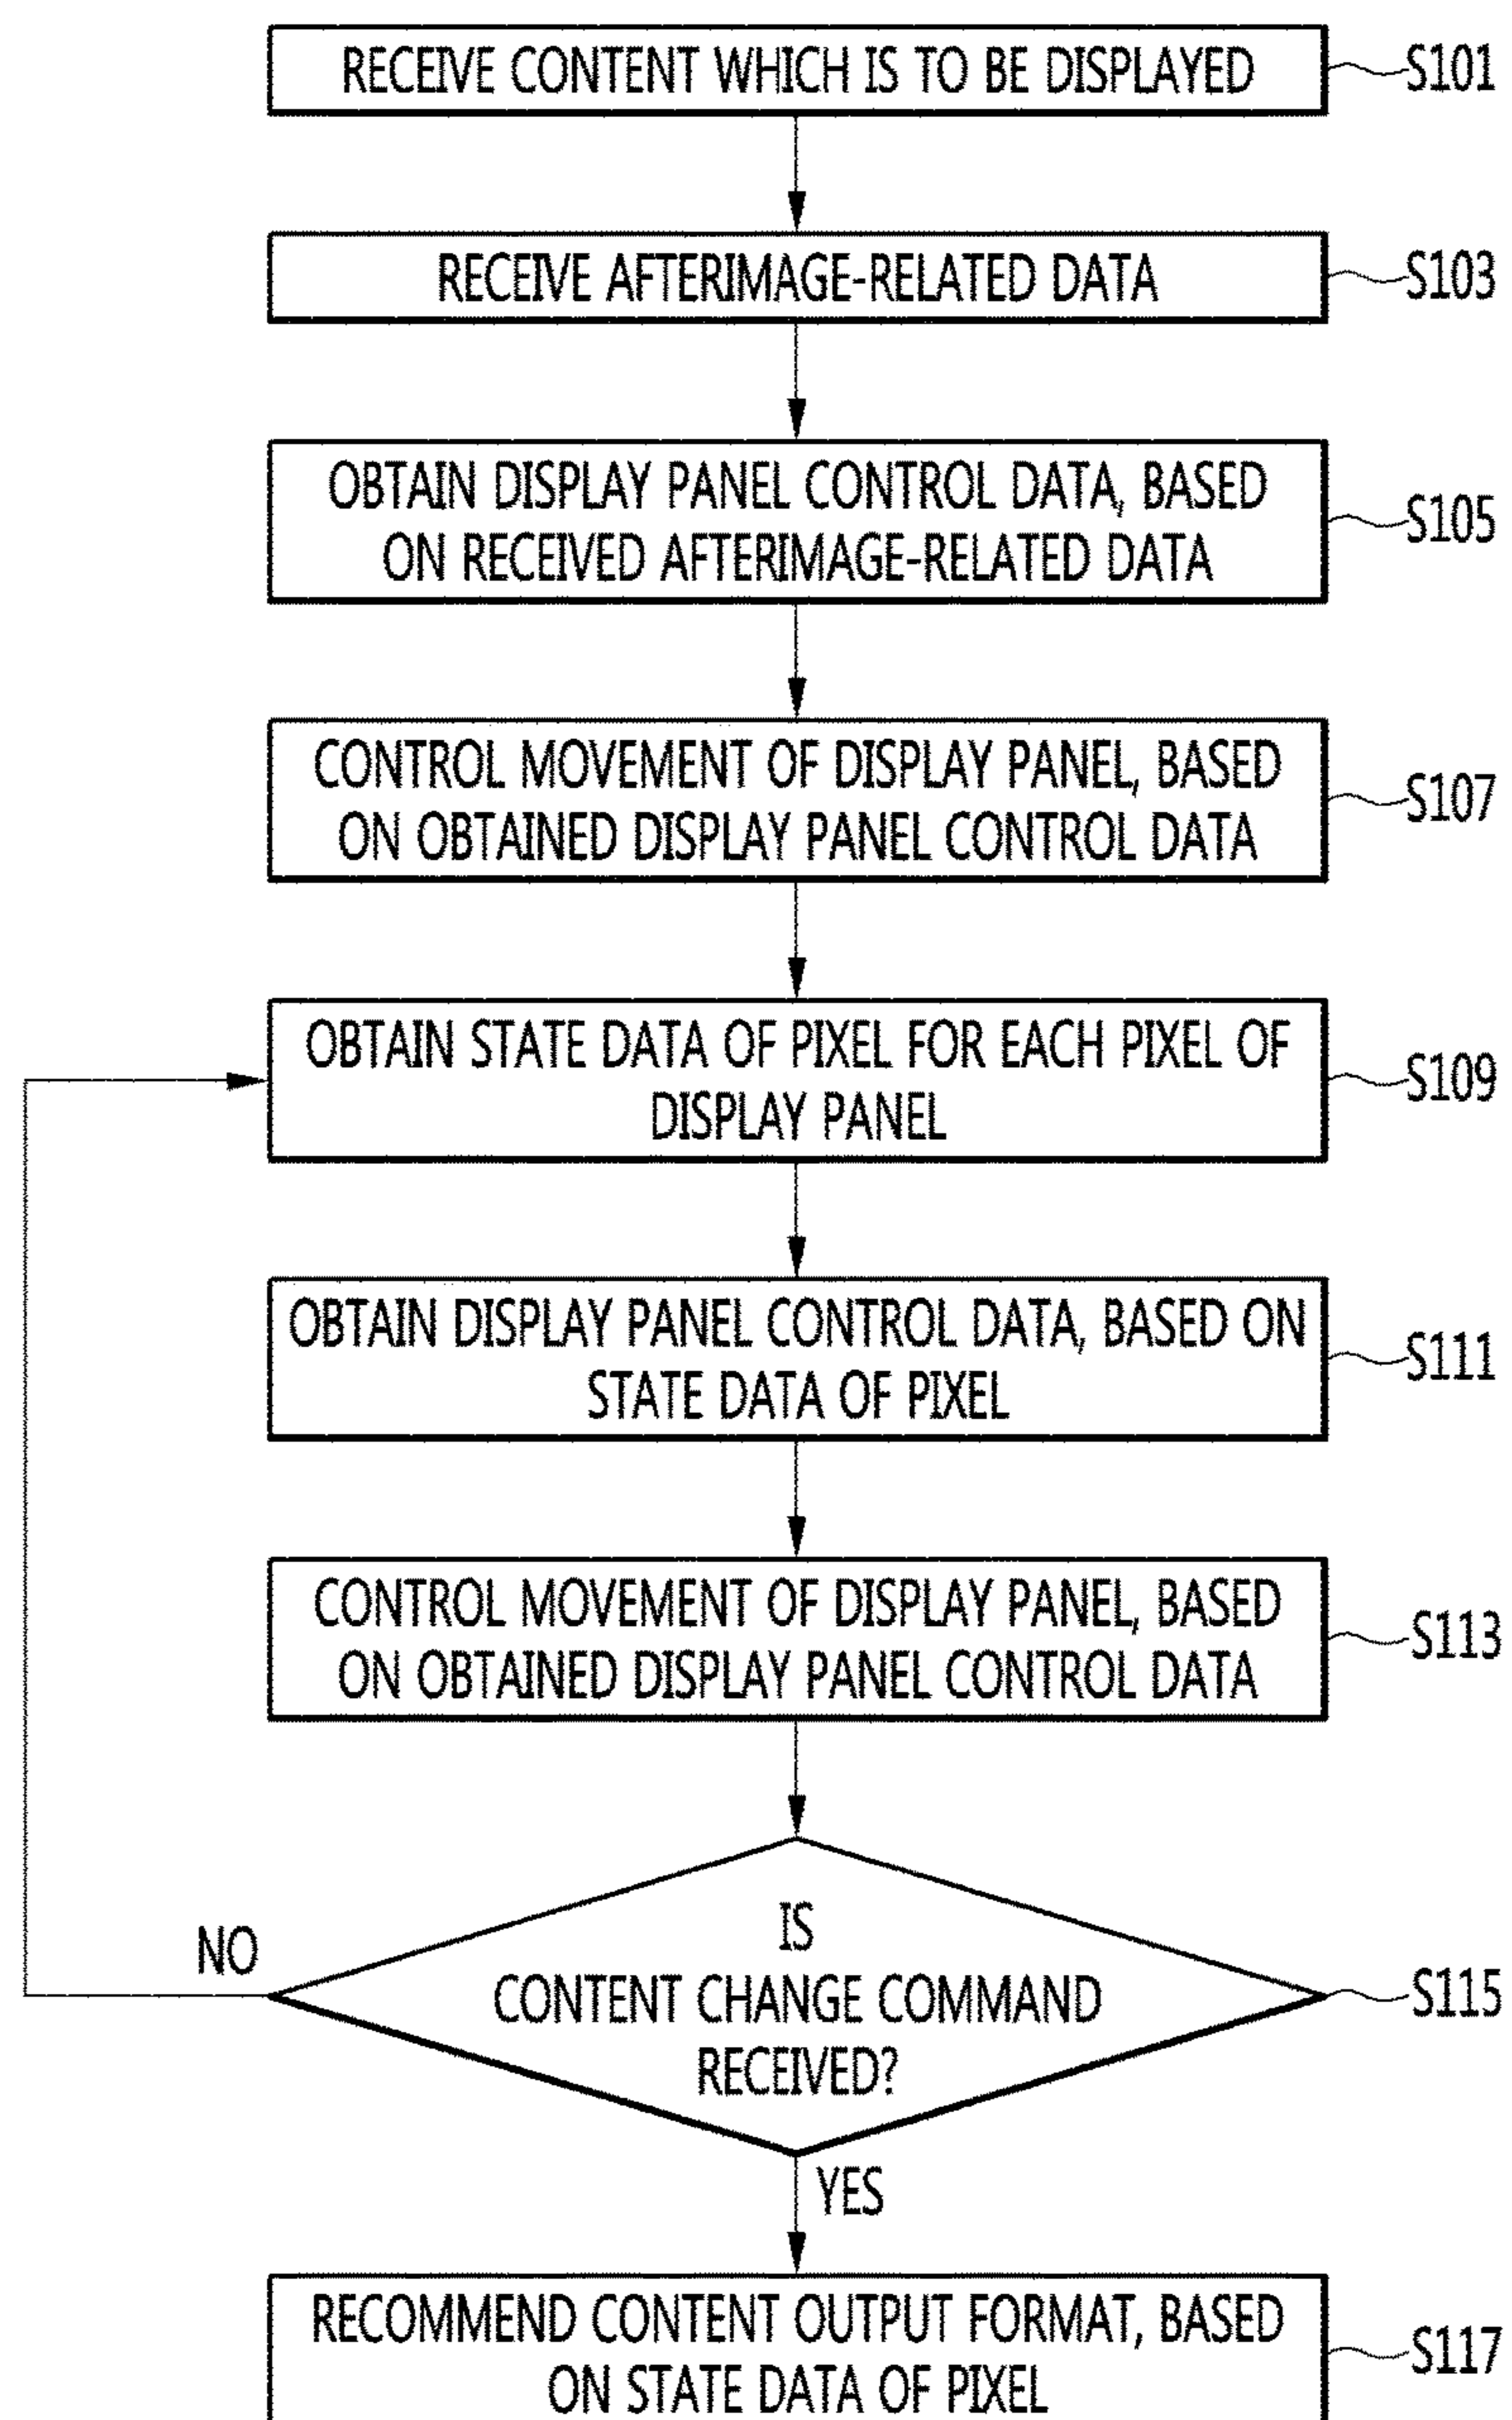 RECEIVE CONTENT WHICH IS TO BE DISPLAYED
S101
RECEIVE AFTERIMAGE-RELATED DATA
S103
OBTAIN DISPLAY PANEL CONTROL DATA, BASED
ON RECEIVED AFTERIMAGE-RELATED DATA
S105
CONTROL MOVEMENT OF DISPLAY PANEL, BASED
ON OBTAINED DISPLAY PANEL CONTROL DATA
S107
OBTAIN STATE DATA OF PIXEL FOR EACH PIXEL OF
DISPLAY PANEL
S109
OBTAIN DISPLAY PANEL CONTROL DATA, BASED ON
STATE DATA OF PIXEL
S111
CONTROL MOVEMENT OF DISPLAY PANEL, BASED
ON OBTAINED DISPLAY PANEL CONTROL DATA
S113
NO
IS
CONTENT CHANGE COMMAND
RECEIVED?
S115
YES
RECOMMEND CONTENT OUTPUT FORMAT, BASED
ON STATE DATA OF PIXEL
S117